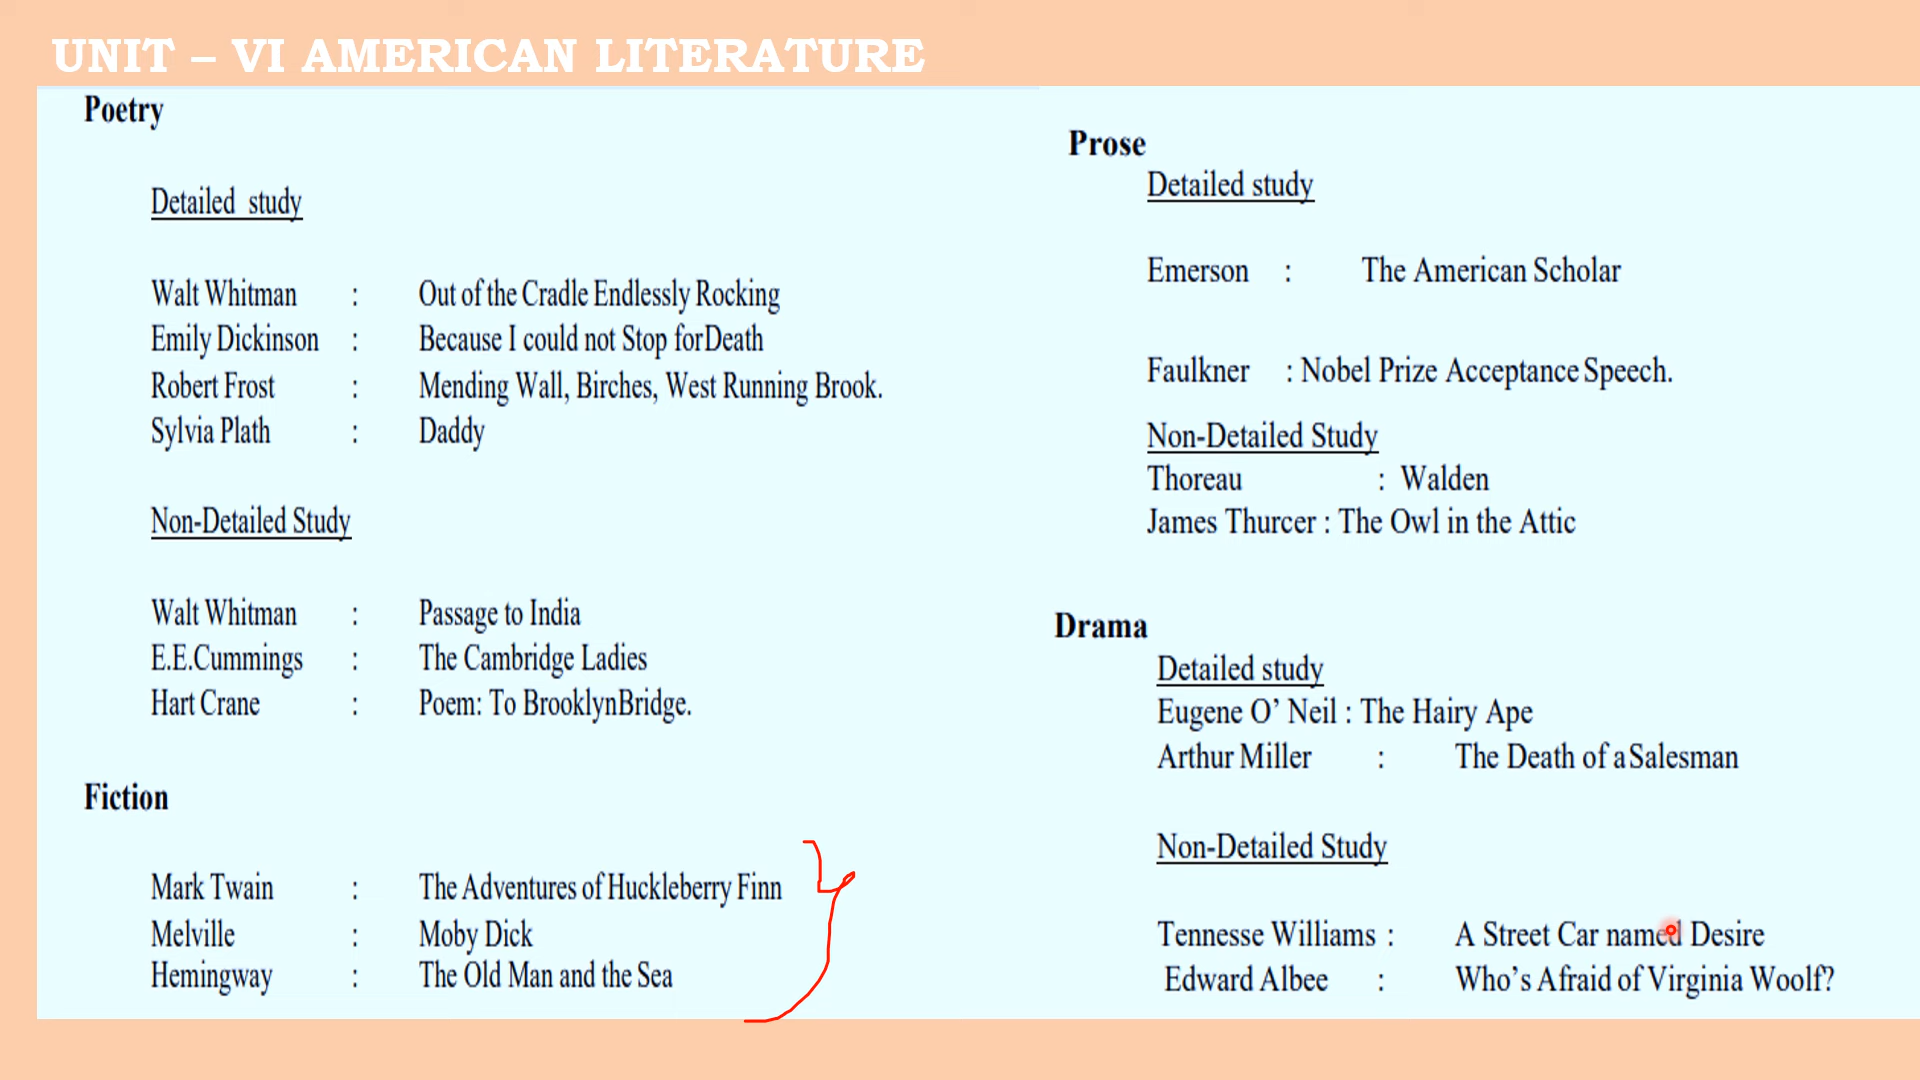 UNIT – VI AMERICAN LITERATURE
Poetry
Detailed study
Walt Whitman : Out of the Cradle Endlessly Rocking
Emily Dickinson : Because I could not Stop forDeath
Robert Frost : Mending Wall, Birches, West Running Brook.
Sylvia Plath : Daddy
Non-Detailed Study
Walt Whitman : Passage to India
E.E.Cummings : The Cambridge Ladies
Hart Crane : Poem: To BrooklynBridge.
Fiction
Mark Twain : The Adventures of Huckleberry Finn
Melville : Moby Dick
Hemingway : The Old Man and the Sea
Prose
Detailed study
Emerson : The American Scholar
Faulkner : Nobel Prize Acceptance Speech.
Non-Detailed Study
Thoreau : Walden
James Thurcer : The Owl in the Attic
Drama
Detailed study
Eugene O’ Neil : The Hairy Ape
Arthur Miller : The Death of a Salesman
Non-Detailed Study
Tennesse Williams : A Street Car named Desire
Edward Albee : Who’s Afraid of Virginia Woolf?